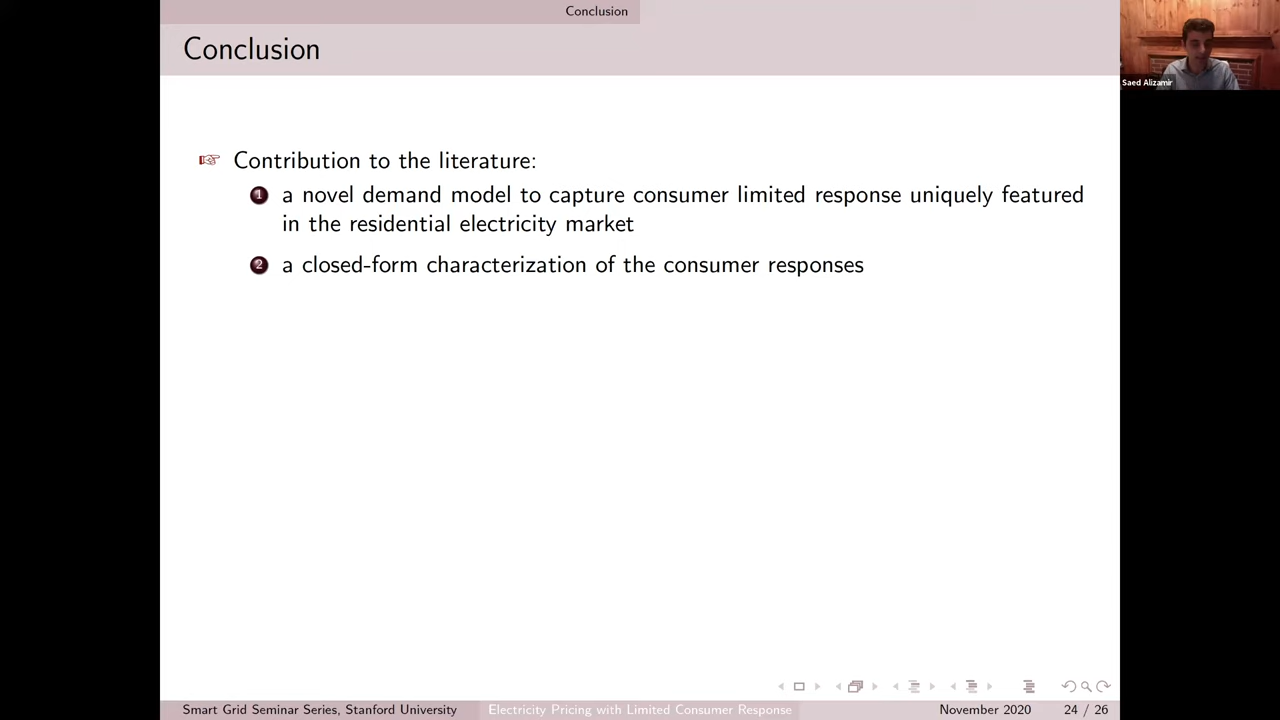 Conclusion
Conclusion
Saed Alizamir
☞ Contribution to the literature:
1 a novel demand model to capture consumer limited response uniquely featured
in the residential electricity market
2 a closed-form characterization of the consumer responses
Smart Grid Seminar Series, Stanford University Electricity Pricing with Limited Consumer Response November 2020 24 / 26